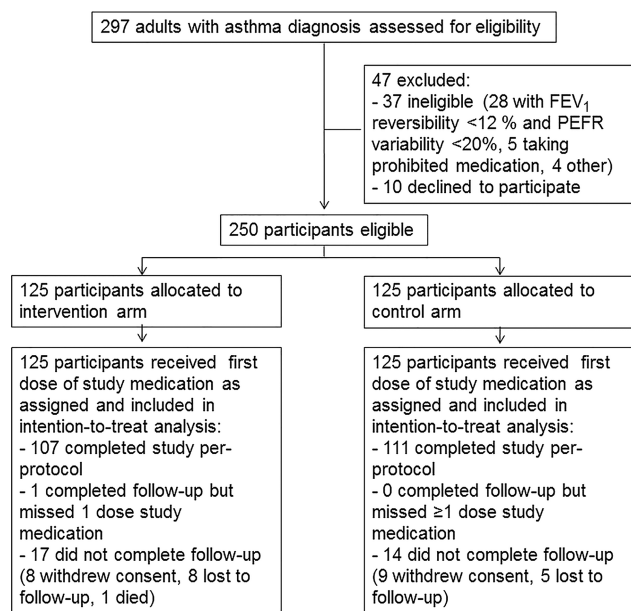 297 adults with asthma diagnosis assessed for eligibility
47 excluded:
- 37 ineligible (28 with FEV₁
reversibility <12 % and PEFR
variability <20%, 5 taking
prohibited medication, 4 other)
- 10 declined to participate
250 participants eligible
125 participants allocated to
intervention arm
125 participants allocated to
control arm
125 participants received first
dose of study medication as
assigned and included in
intention-to-treat analysis:
- 107 completed study per-
protocol
- 1 completed follow-up but
missed 1 dose study
medication
- 17 did not complete follow-up
(8 withdrew consent, 8 lost to
follow-up, 1 died)
125 participants received first
dose of study medication as
assigned and included in
intention-to-treat analysis:
- 111 completed study per-
protocol
- 0 completed follow-up but
missed ≥1 dose study
medication
- 14 did not complete follow-up
(9 withdrew consent, 5 lost to
follow-up)